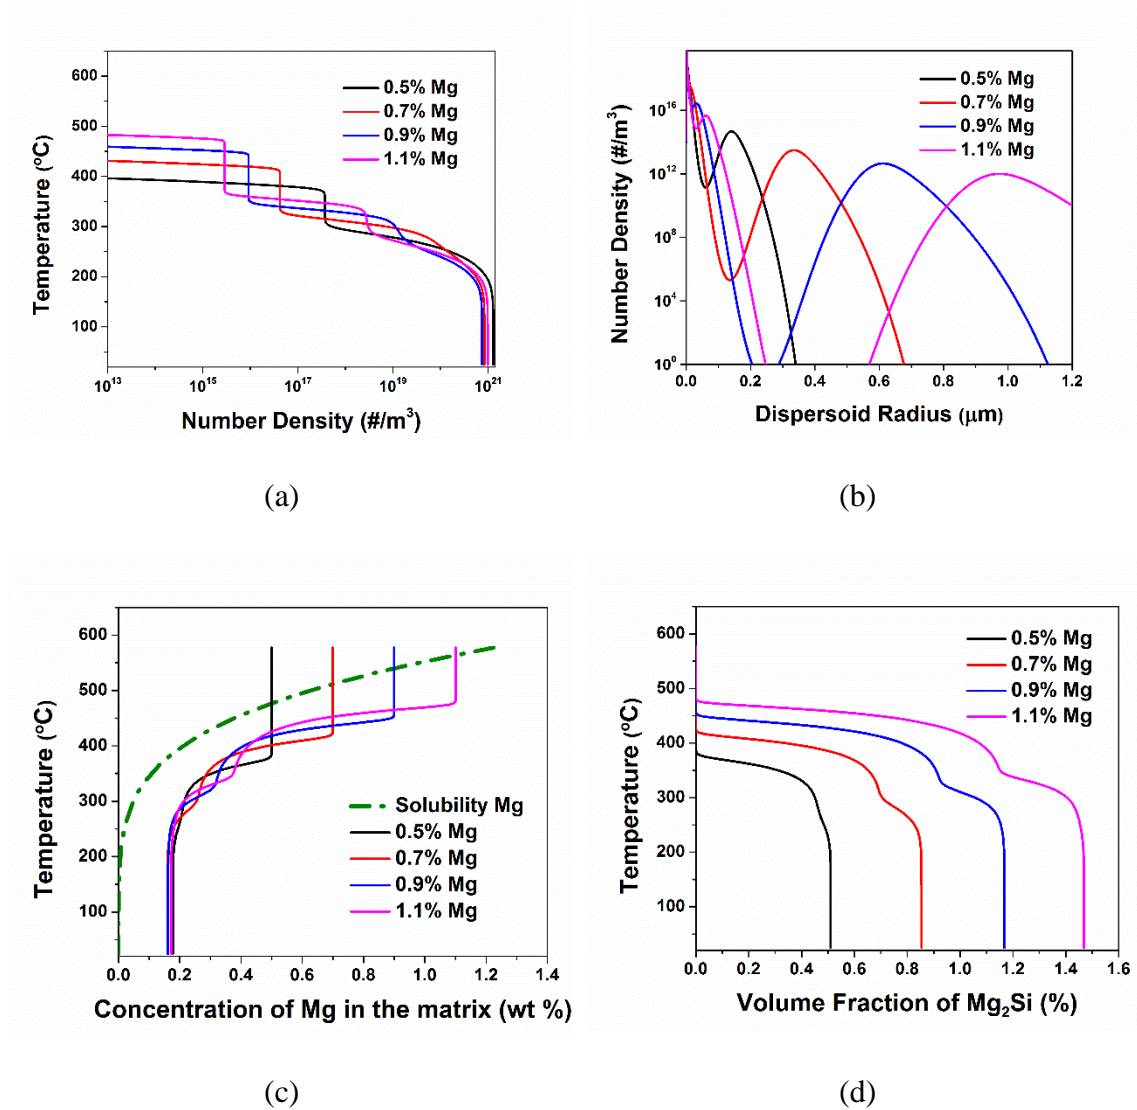 600
500
400
300
200
100
Temperature (ºC)
0.5% Mg
0.7% Mg
0.9% Mg
1.1% Mg
10^13
10^15
10^17
10^19
10^21
Number Density (#/m^3)
(a)
10^16
10^12
10^8
10^4
10^0
Number Density (#/m^3)
0.5% Mg
0.7% Mg
0.9% Mg
1.1% Mg
0.0 0.2 0.4 0.6 0.8 1.0 1.2
Dispersoid Radius (μm)
(b)
600
500
400
300
200
100
Temperature (ºC)
Solubility Mg
0.5% Mg
0.7% Mg
0.9% Mg
1.1% Mg
0.0 0.2 0.4 0.6 0.8 1.0 1.2 1.4
Concentration of Mg in the matrix (wt %)
(c)
600
500
400
300
200
100
Temperature (ºC)
0.5% Mg
0.7% Mg
0.9% Mg
1.1% Mg
0.0 0.2 0.4 0.6 0.8 1.0 1.2 1.4 1.6
Volume Fraction of Mg₂Si (%)
(d)